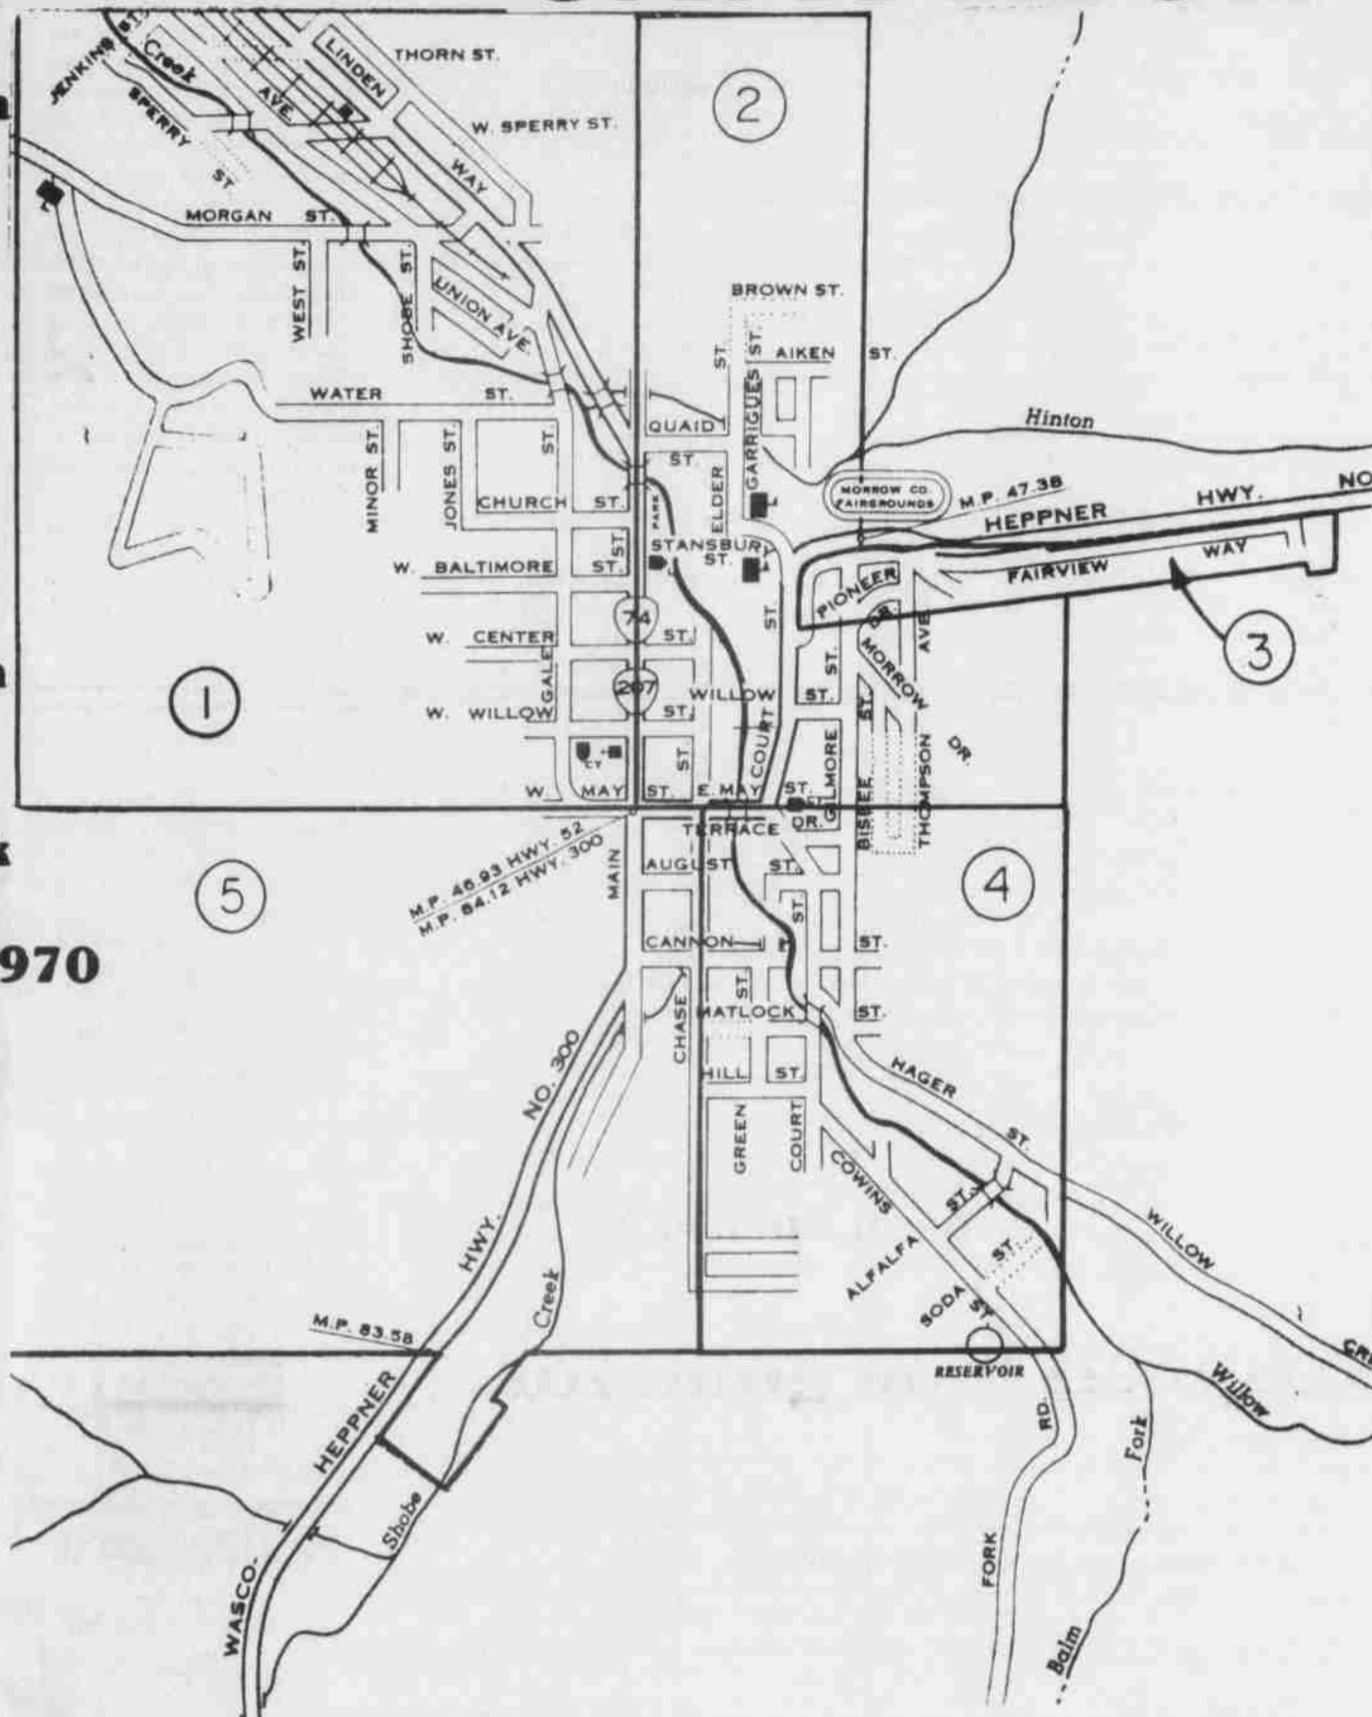 JENKINS ST.
Creek
SPERRY
ST
AVE.
LINDEN
WAY
THORN ST.
W. SPERRY ST.
2
MORGAN ST.
WEST ST.
SHOBE ST.
UNION AVE.
BROWN ST.
ST.
GARRIGUES ST.
AIKEN ST.
WATER ST.
MINOR ST.
JONES ST.
ST.
QUAID
ST.
Hinton
CHURCH ST.
PARK
ELDER
MORROW CO.
FAIRGROUNDS
M.P. 47.38
HEPPNER HWY. NO
STANSBURY
ST.
W. BALTIMORE ST.
ST
FAIRVIEW WAY
PIONEER
DR.
3
74
W. CENTER ST.
GALE
ST.
ST.
MORROW
DR.
AVE
1
207
W. WILLOW ST.
WILLOW ST.
COURT
GILMORE
BISBEE ST.
THOMPSON
CY
ST.
W. MAY ST. E. MAY ST.
ST.
TERRACE DR.
M.P. 46.93 HWY. 52
M.P. 84.12 HWY. 300
MAIN
AUGUST ST.
5
4
970
CANNON ST.
ST.
CHASE
ST.
MATLOCK ST.
HILL ST.
GREEN
COURT
HAGER
ST.
COWINS
ST
ALFALFA ST.
SODA ST.
WILLOW
CRE
HWY. NO. 300
Creek
M.P. 83.58
RESERVOIR
WASCO-HEPPNER
Shobe
RD.
FORK
Fork
Balm
Willow